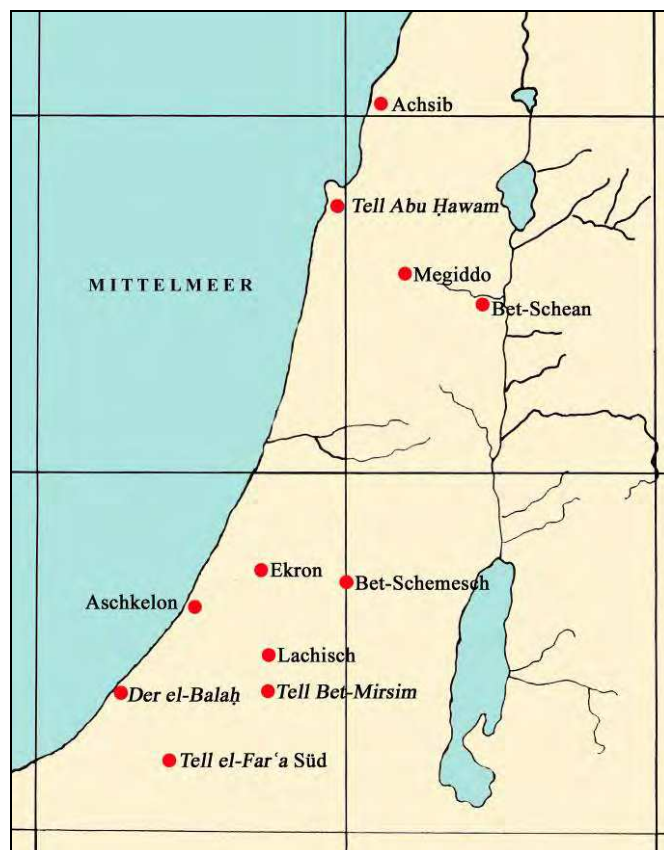 Achsib
Tell Abu Ḥawam
Megiddo
MITTELMEER
Bet-Schean
Ekron
Bet-Schemesch
Aschkelon
Lachisch
Der el-Balaḥ
Tell Bet-Mirsim
Tell el-Farʿa Süd